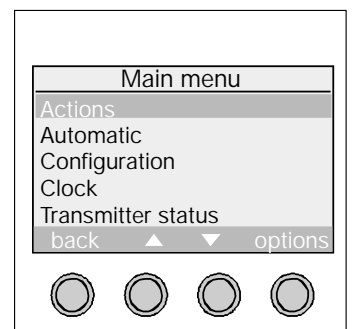 Main menu
Actions
Automatic
Configuration
Clock
Transmitter status
back ▲ ▼ options